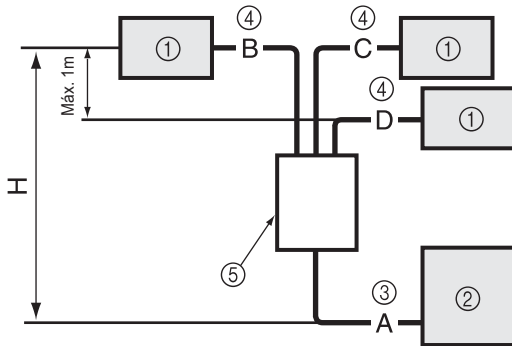 ④ ④
① B C ①
Máx. 1m
④
D ①
H
⑤
③
A ②